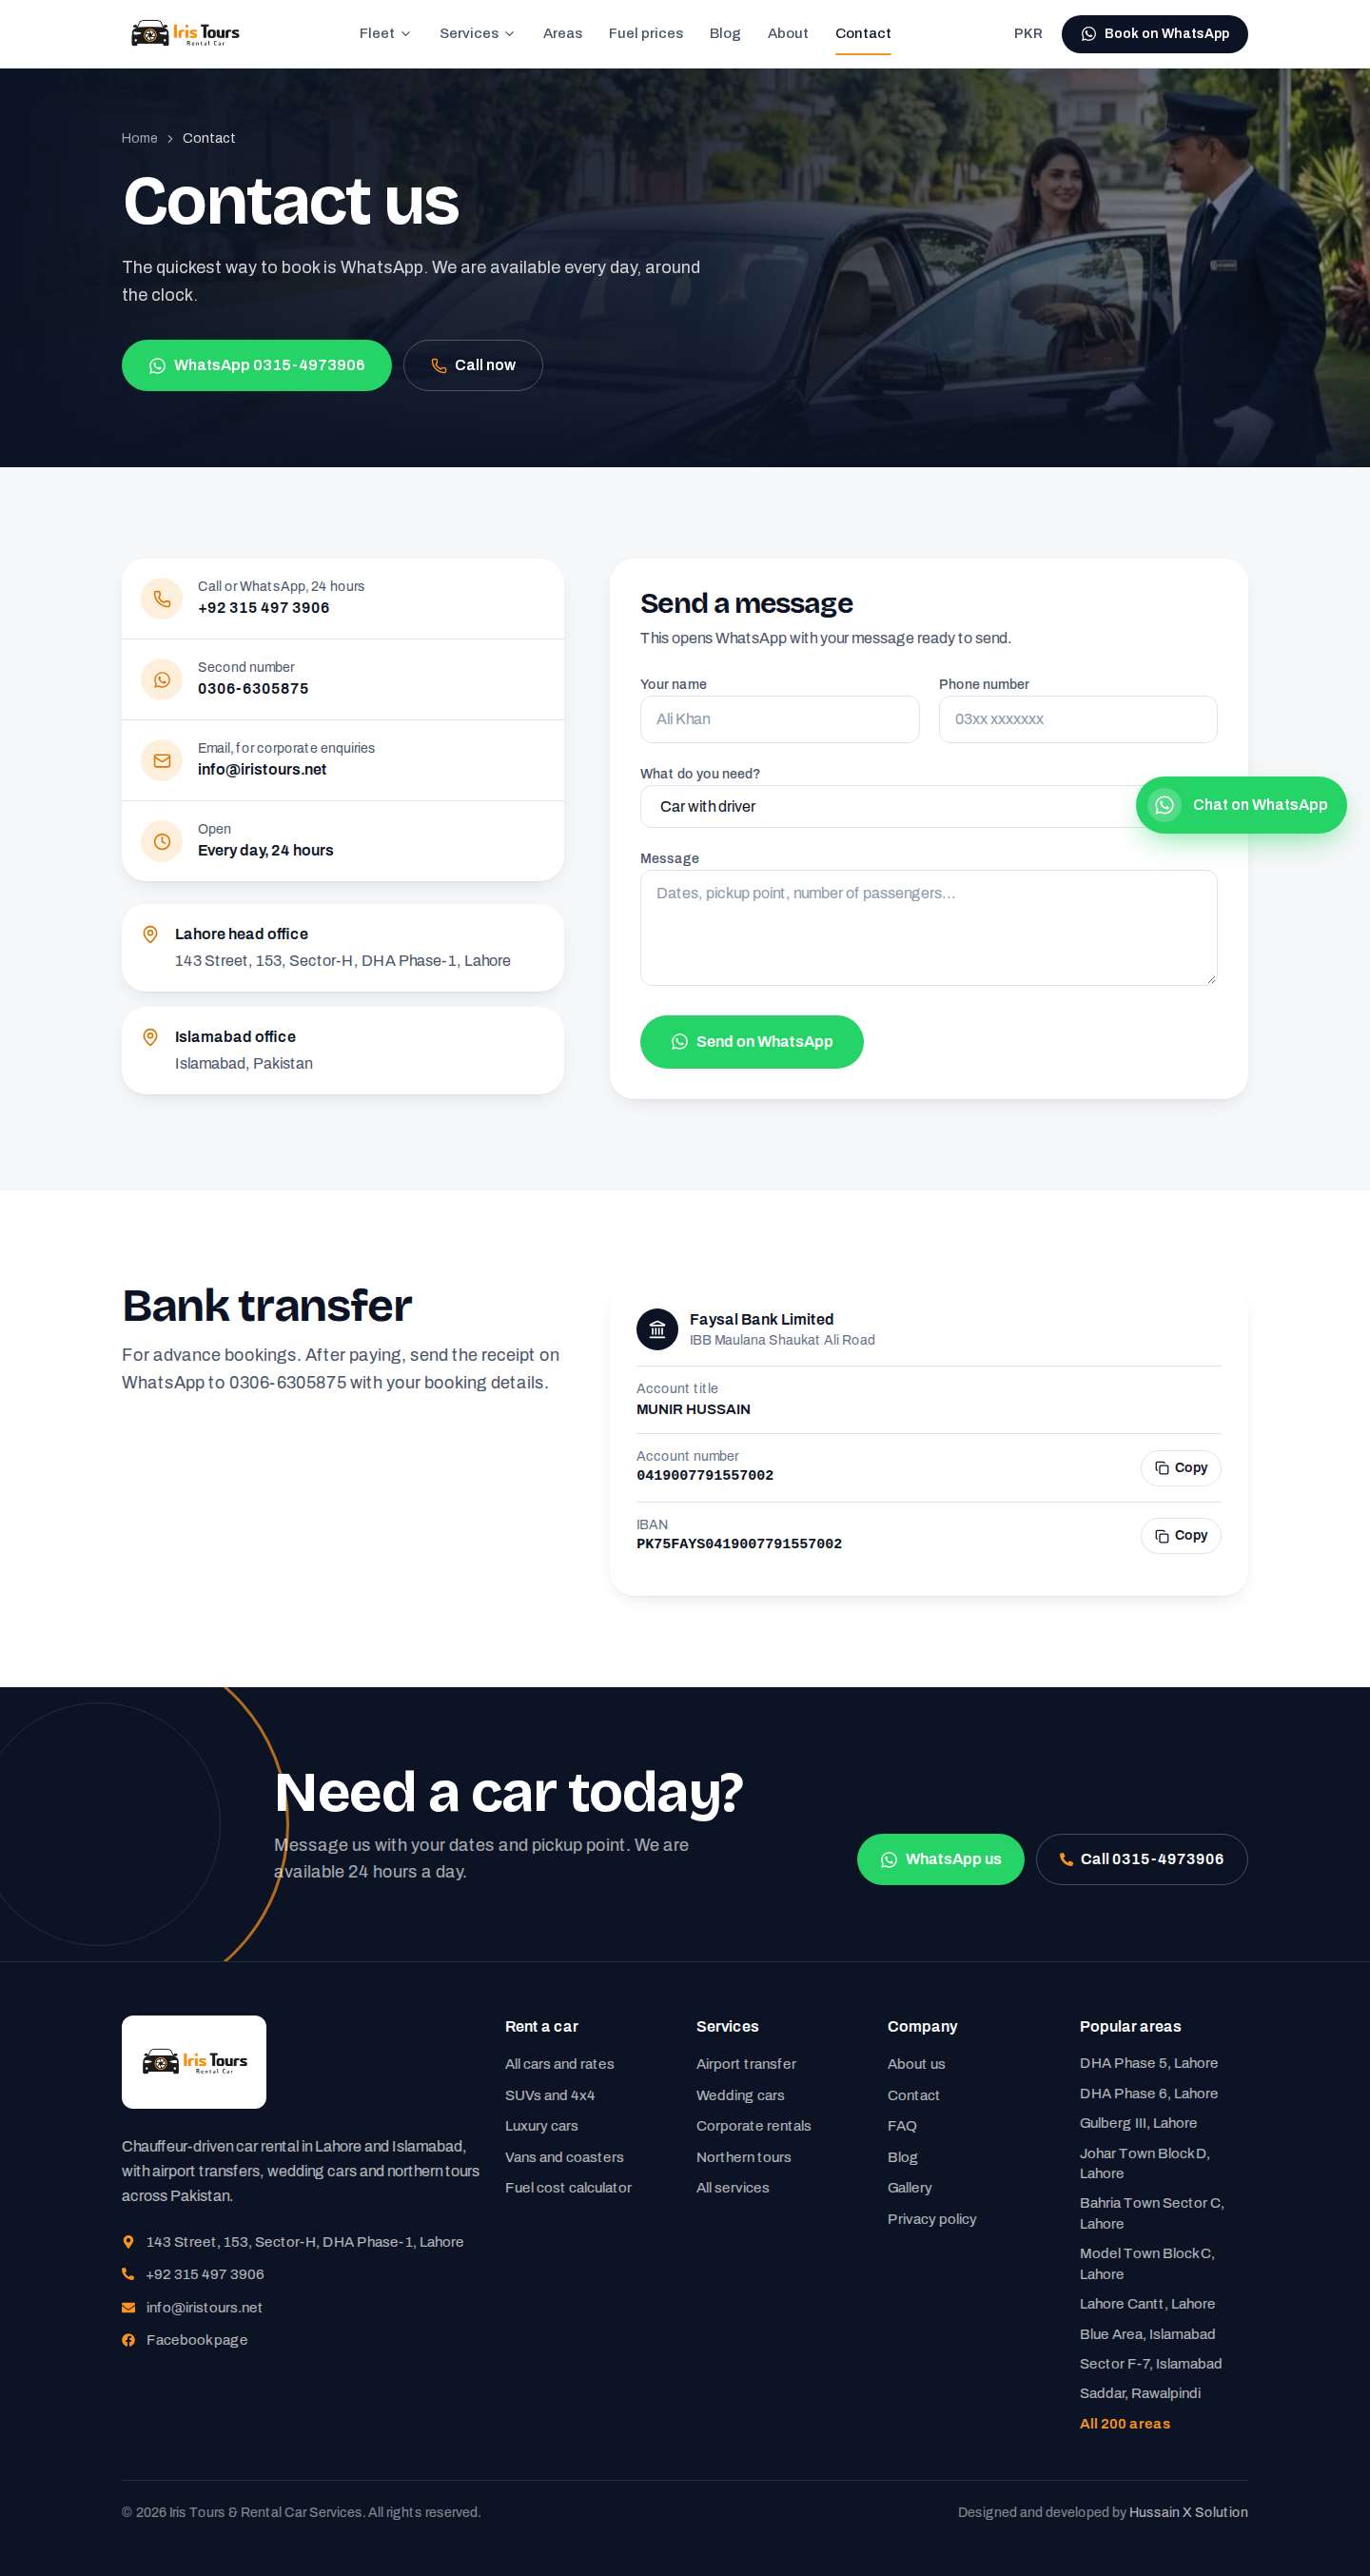 Iris Tours
Rental Car
Fleet
Services
Areas
Fuel prices
Blog
About
Contact
PKR
Book on WhatsApp
Home > Contact
Contact us
The quickest way to book is WhatsApp. We are available every day, around
the clock.
WhatsApp 0315-4973906
Call now
Call or WhatsApp, 24 hours
+92 315 497 3906
Second number
0306-6305875
Email, for corporate enquiries
info@iristours.net
Open
Every day, 24 hours
Lahore head office
143 Street, 153, Sector-H, DHA Phase-1, Lahore
Islamabad office
Islamabad, Pakistan
Send a message
This opens WhatsApp with your message ready to send.
Your name
Phone number
Ali Khan
03xx xxxxxxx
What do you need?
Car with driver
Chat on WhatsApp
Message
Dates, pickup point, number of passengers...
Send on WhatsApp
Bank transfer
For advance bookings. After paying, send the receipt on
WhatsApp to 0306-6305875 with your booking details.
Faysal Bank Limited
IBB Maulana Shaukat Ali Road
Account title
MUNIR HUSSAIN
Account number
0419007791557002
Copy
IBAN
PK75FAYS0419007791557002
Copy
Need a car today?
Message us with your dates and pickup point. We are
available 24 hours a day.
WhatsApp us
Call 0315-4973906
Iris Tours
Rental Car
Chauffeur-driven car rental in Lahore and Islamabad,
with airport transfers, wedding cars and northern tours
across Pakistan.
143 Street, 153, Sector-H, DHA Phase-1, Lahore
+92 315 497 3906
info@iristours.net
Facebook page
Rent a car
All cars and rates
SUVs and 4x4
Luxury cars
Vans and coasters
Fuel cost calculator
Services
Airport transfer
Wedding cars
Corporate rentals
Northern tours
All services
Company
About us
Contact
FAQ
Blog
Gallery
Privacy policy
Popular areas
DHA Phase 5, Lahore
DHA Phase 6, Lahore
Gulberg III, Lahore
Johar Town Block D,
Lahore
Bahria Town Sector C,
Lahore
Model Town Block C,
Lahore
Lahore Cantt, Lahore
Blue Area, Islamabad
Sector F-7, Islamabad
Saddar, Rawalpindi
All 200 areas
© 2026 Iris Tours & Rental Car Services. All rights reserved.
Designed and developed by Hussain X Solution